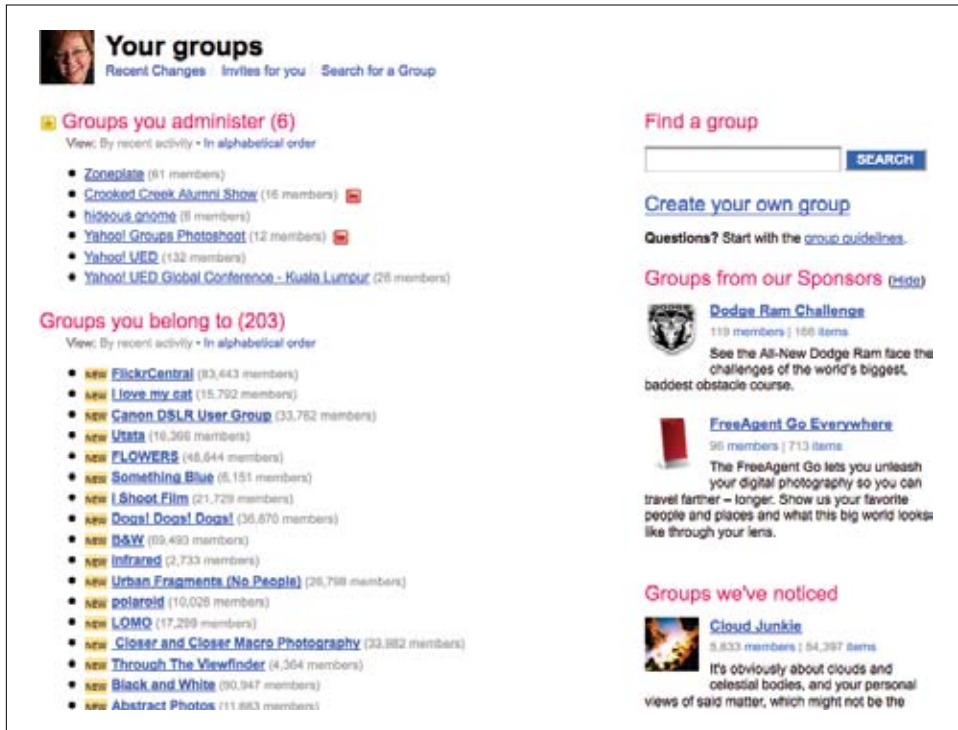 Your groups
Recent Changes Invites for you Search for a Group
Groups you administer (6)
View: By recent activity • In alphabetical order
Zoneplate (61 members)
Crooked Creek Alumni Show (16 members)
hideous gnome (6 members)
Yahoo! Groups Photoshoot (12 members)
Yahoo! UED (132 members)
Yahoo! UED Global Conference - Kuala Lumpur (26 members)
Groups you belong to (203)
View: By recent activity • In alphabetical order
NEW FlickrCentral (83,443 members)
NEW I love my cat (15,792 members)
NEW Canon DSLR User Group (33,762 members)
NEW Utata (16,366 members)
NEW FLOWERS (48,644 members)
NEW Something Blue (6,151 members)
NEW I Shoot Film (21,729 members)
NEW Dogs! Dogs! Dogs! (36,670 members)
NEW B&W (69,493 members)
NEW Infrared (2,733 members)
NEW Urban Fragments (No People) (26,798 members)
NEW polaroid (10,026 members)
NEW LOMO (17,299 members)
NEW Closer and Closer Macro Photography (33,982 members)
NEW Through The Viewfinder (4,364 members)
NEW Black and White (90,947 members)
NEW Abstract Photos (11,663 members)
Find a group
SEARCH
Create your own group
Questions? Start with the group guidelines.
Groups from our Sponsors (Hide)
Dodge Ram Challenge
119 members | 166 items
See the All-New Dodge Ram face the
challenges of the world's biggest,
baddest obstacle course.
FreeAgent Go Everywhere
96 members | 713 items
The FreeAgent Go lets you unleash
your digital photography so you can
travel farther – longer. Show us your favorite
people and places and what this big world looks
like through your lens.
Groups we've noticed
Cloud Junkie
5,833 members | 54,397 items
It's obviously about clouds and
celestial bodies, and your personal
views of said matter, which might not be the